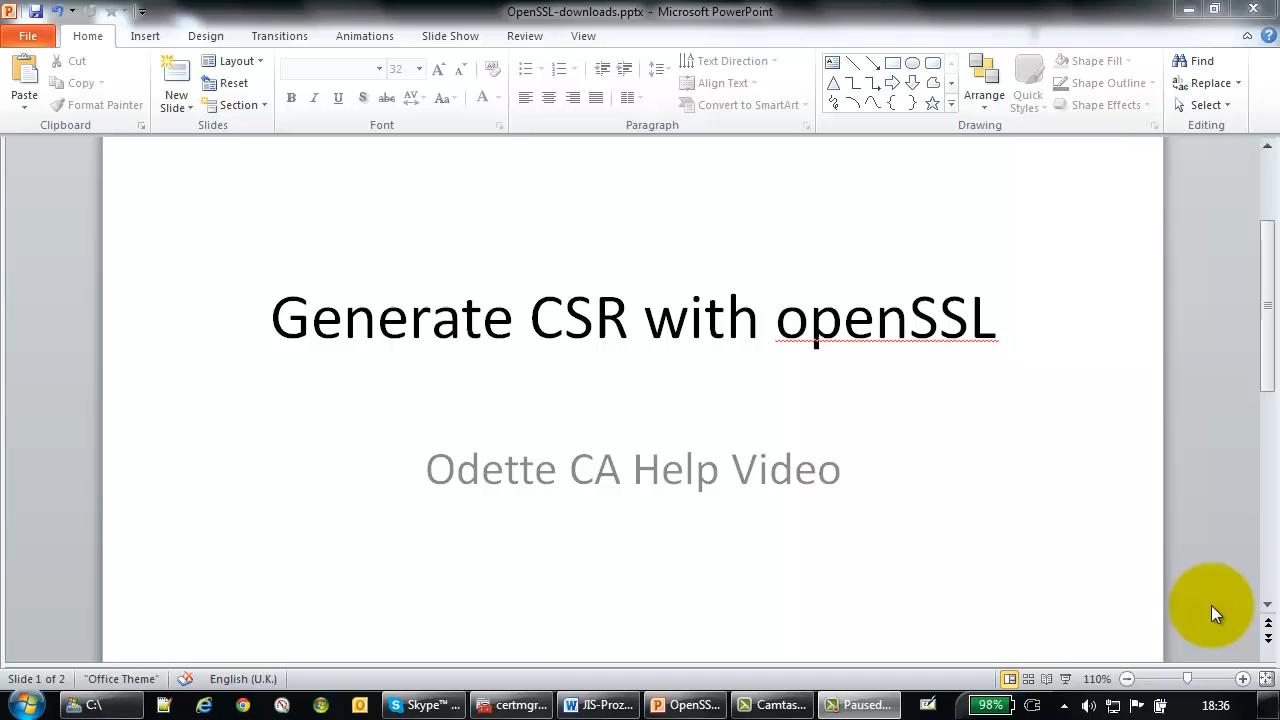 OpenSSL-downloads.pptx - Microsoft PowerPoint
File Home Insert Design Transitions Animations Slide Show Review View
Paste Cut Copy Format Painter Clipboard
New Slide Layout Reset Section Slides
32 Font
Text Direction Align Text Convert to SmartArt Paragraph
Arrange Quick Styles Shape Fill Shape Outline Shape Effects Drawing
Find Replace Select Editing
Generate CSR with openSSL
Odette CA Help Video
Slide 1 of 2 "Office Theme" English (U.K.) 110%
C:\ Skype™ ... certmgr... JIS-Proz... OpenSS... Camtas... Paused... 98% 18:36